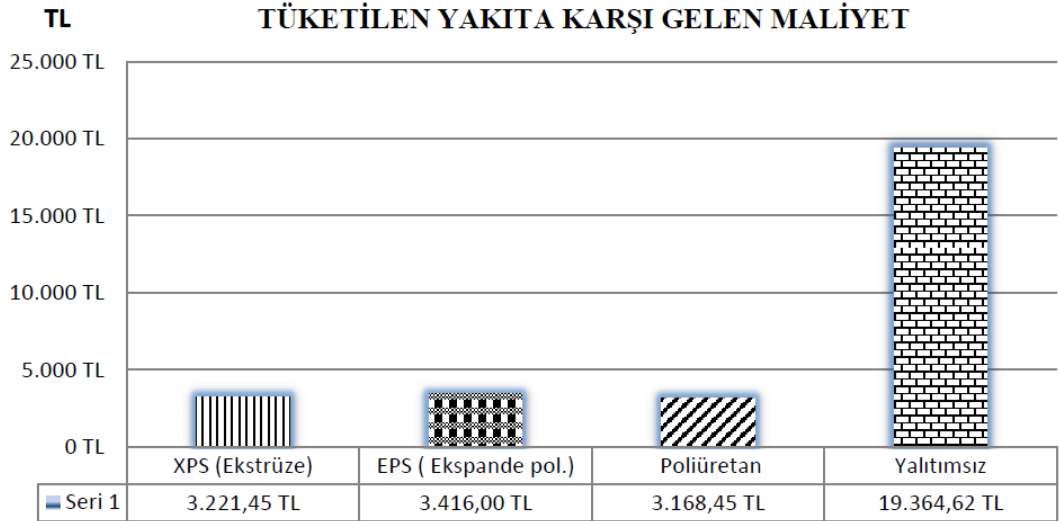 TL
TÜKETİLEN YAKITA KARŞI GELEN MALİYET
25.000 TL
20.000 TL
15.000 TL
10.000 TL
5.000 TL
0 TL
XPS (Ekstrüze) EPS ( Ekspande pol.) Poliüretan Yalıtımsız
Seri 1 3.221,45 TL 3.416,00 TL 3.168,45 TL 19.364,62 TL